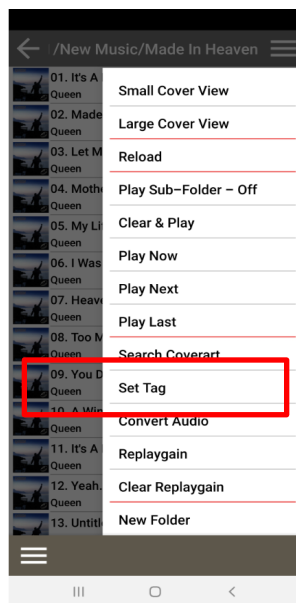 /New Music/Made In Heaven
01. It's A
Queen
02. Made
Queen
03. Let M
Queen
04. Moth
Queen
05. My Li
Queen
06. I Was
Queen
07. Heave
Queen
08. Too M
Queen
09. You D
Queen
10. A Win
Queen
11. It's A
Queen
12. Yeah.
Queen
13. Untitl
Small Cover View
Large Cover View
Reload
Play Sub-Folder - Off
Clear & Play
Play Now
Play Next
Play Last
Search Coverart
Set Tag
Convert Audio
Replaygain
Clear Replaygain
New Folder